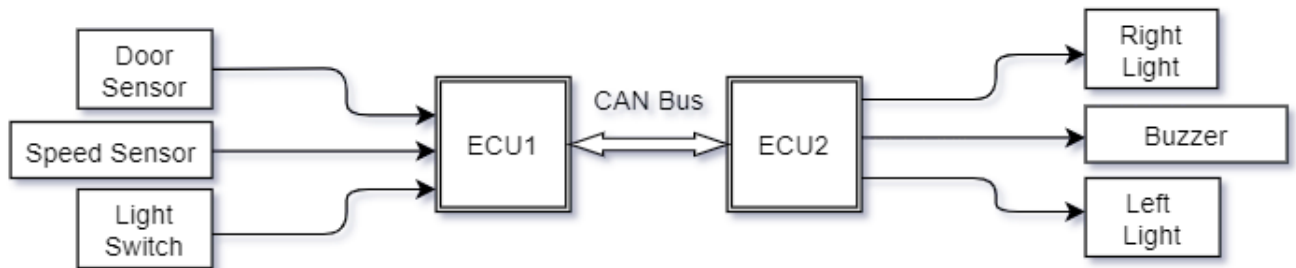 Door
Sensor
Speed Sensor
Light
Switch
ECU1
CAN Bus
ECU2
Right
Light
Buzzer
Left
Light